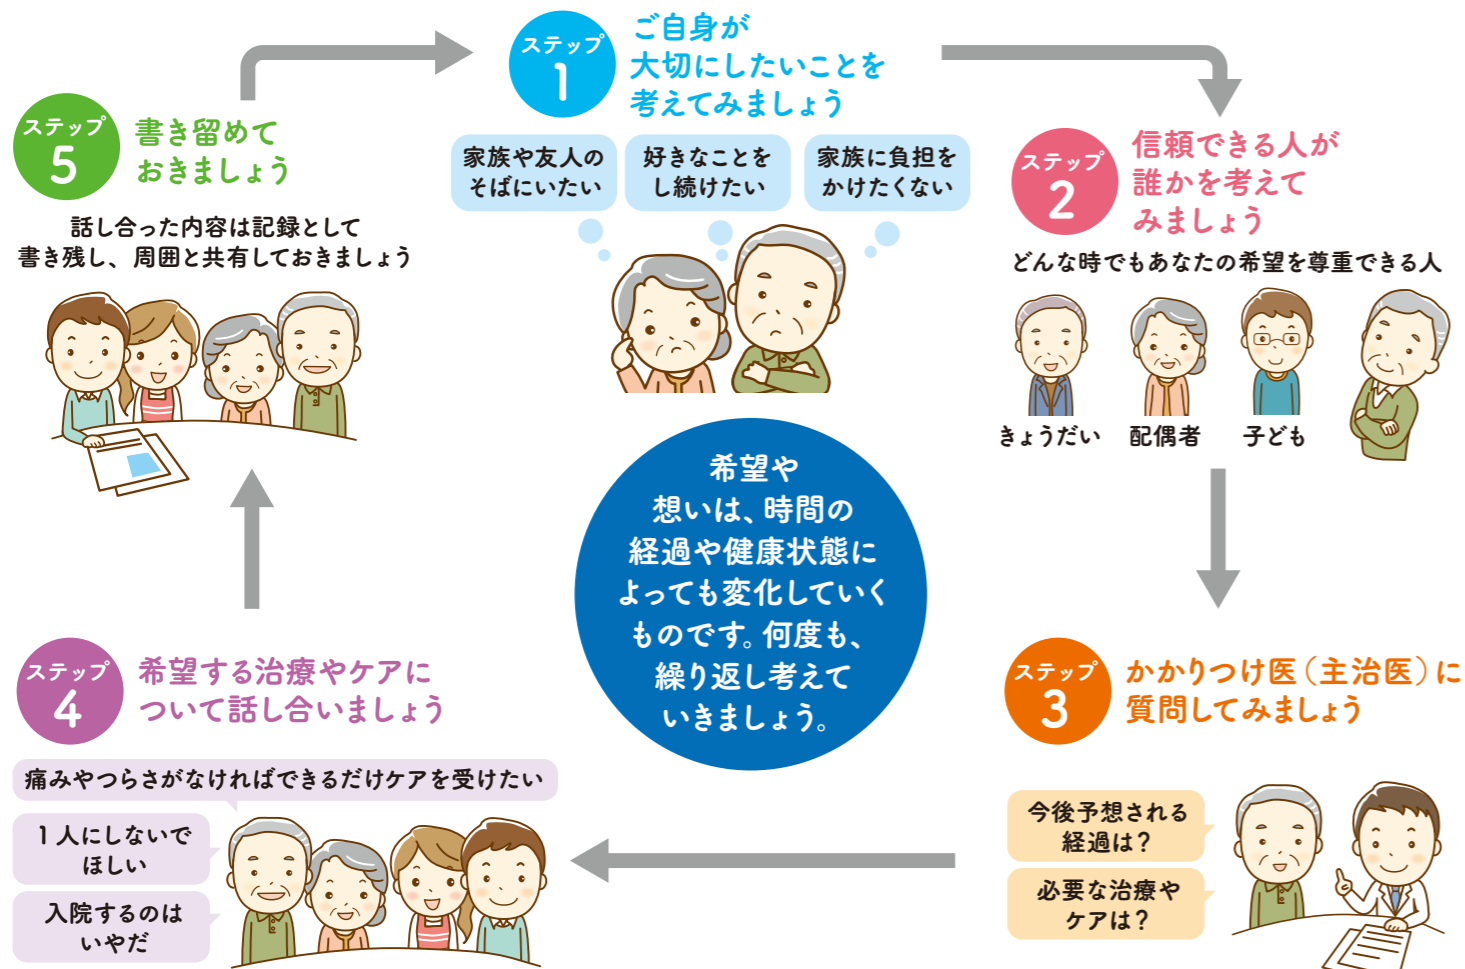 ステップ
1
ご自身が
大切にしたいことを
考えてみましょう
家族や友人の
そばにいたい
好きなことを
し続けたい
家族に負担を
かけたくない
ステップ
2
信頼できる人が
誰かを考えて
みましょう
どんな時でもあなたの希望を尊重できる人
きょうだい
配偶者
子ども
ステップ
3
かかりつけ医（主治医）に
質問してみましょう
今後予想される
経過は？
必要な治療や
ケアは？
ステップ
4
希望する治療やケアに
ついて話し合いましょう
痛みやつらさがなければできるだけケアを受けたい
1人にしないで
ほしい
入院するのは
いやだ
ステップ
5
書き留めて
おきましょう
話し合った内容は記録として
書き残し、周囲と共有しておきましょう
希望や
想いは、時間の
経過や健康状態に
よっても変化していく
ものです。何度も、
繰り返し考えて
いきましょう。